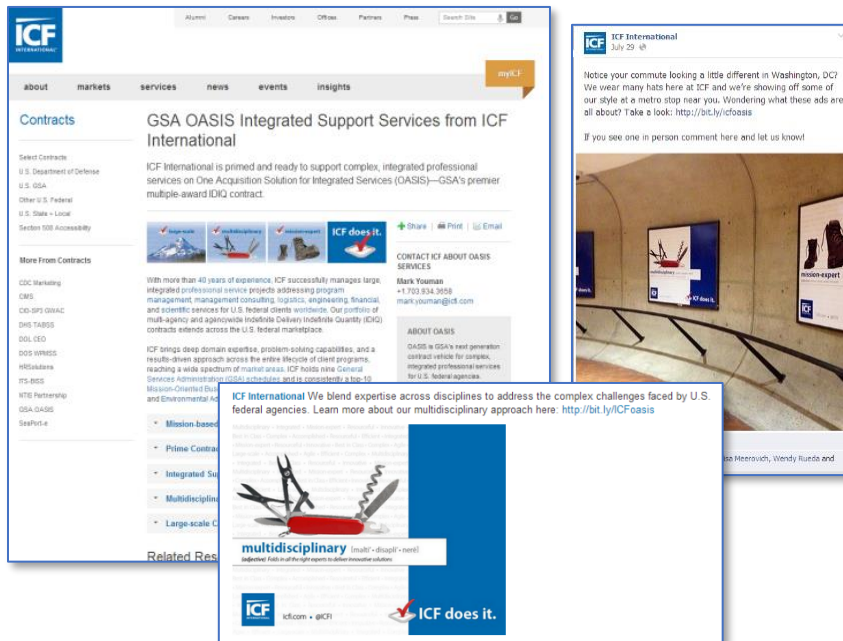 ICF
INTERNATIONAL
Alumni Careers Investors Offices Partners Press Search Site Go
myICF
about markets services news events insights
Contracts
Select Contracts
U.S. Department of Defense
U.S. GSA
Other U.S. Federal
U.S. State + Local
Section 508 Accessibility
More From Contracts
CDC Marketing
CMS
CIO-SP3 GWAC
DHS TABSS
DOL CEO
DOS WPMSS
HRSolutions
ITS-BISS
NTIS Partnership
GSA OASIS
SeaPort-e
GSA OASIS Integrated Support Services from ICF
International
ICF International is primed and ready to support complex, integrated professional
services on One Acquisition Solution for Integrated Services (OASIS)—GSA's premier
multiple-award IDIQ contract.
large-scale
multidisciplinary
mission-expert
ICF does it.
With more than 40 years of experience, ICF successfully manages large,
integrated professional service projects addressing program
management, management consulting, logistics, engineering, financial,
and scientific services for U.S. federal clients worldwide. Our portfolio of
multi-agency and agencywide Indefinite Delivery Indefinite Quantity (IDIQ)
contracts extends across the U.S. federal marketplace.
ICF brings deep domain expertise, problem-solving capabilities, and a
results-driven approach across the entire lifecycle of client programs,
reaching a wide spectrum of market areas. ICF holds nine General
Services Administration (GSA) schedules and is consistently a top-10
Mission-Oriented Bus
and Environmental Ad
Mission-based
Prime Contrac
Integrated Sup
Multidisciplina
Large-scale C
Related Res
Share | Print | Email
CONTACT ICF ABOUT OASIS
SERVICES
Mark Youman
+1.703.934.3658
mark.youman@icfi.com
ABOUT OASIS
OASIS is GSA's next generation
contract vehicle for complex,
integrated professional services
for U.S. federal agencies.
ICF
ICF International
July 29
Notice your commute looking a little different in Washington, DC?
We wear many hats here at ICF and we're showing off some of
our style at a metro stop near you. Wondering what these ads are
all about? Take a look: http://bit.ly/icfoasis
If you see one in person comment here and let us know!
multidisciplinary
ICF does it.
mission-expert
ICF
isa Meerovich, Wendy Rueda and
ICF International We blend expertise across disciplines to address the complex challenges faced by U.S.
federal agencies. Learn more about our multidisciplinary approach here: http://bit.ly/ICFoasis
multidisciplinary [malti'•disapli'•neré]
(adjective) Folds in all the right experts to deliver innovative solutions
ICF
INTERNATIONAL
icfi.com • @ICFI
ICF does it.